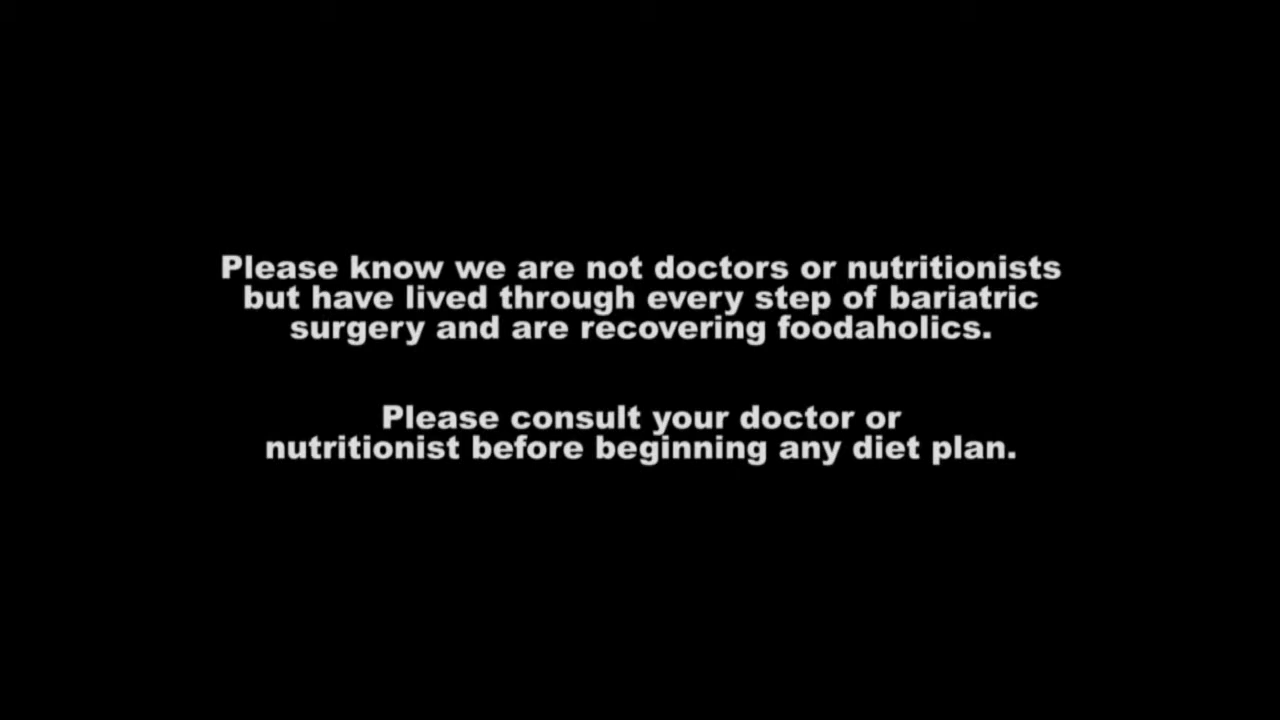 Please know we are not doctors or nutritionists
but have lived through every step of bariatric
surgery and are recovering foodaholics.
Please consult your doctor or
nutritionist before beginning any diet plan.